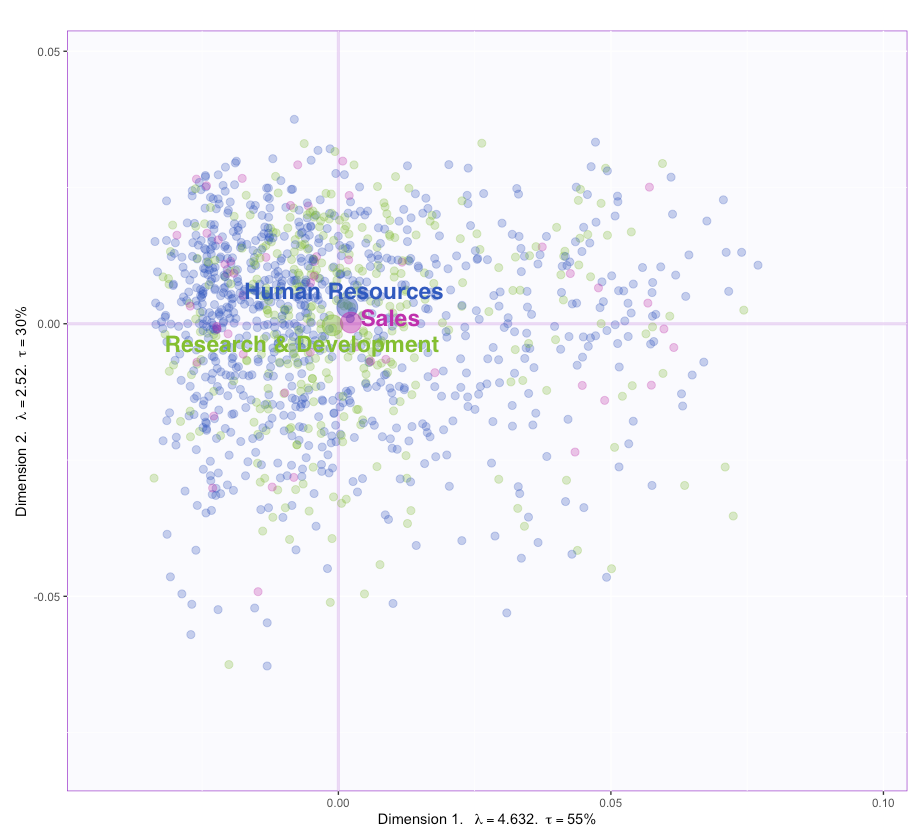 0.05
Human Resources
Sales
0.00
Research & Development
-0.05
0.00
0.05
0.10
Dimension 1. λ = 4.632. τ = 55%
Dimension 2. λ = 2.52. τ = 30%